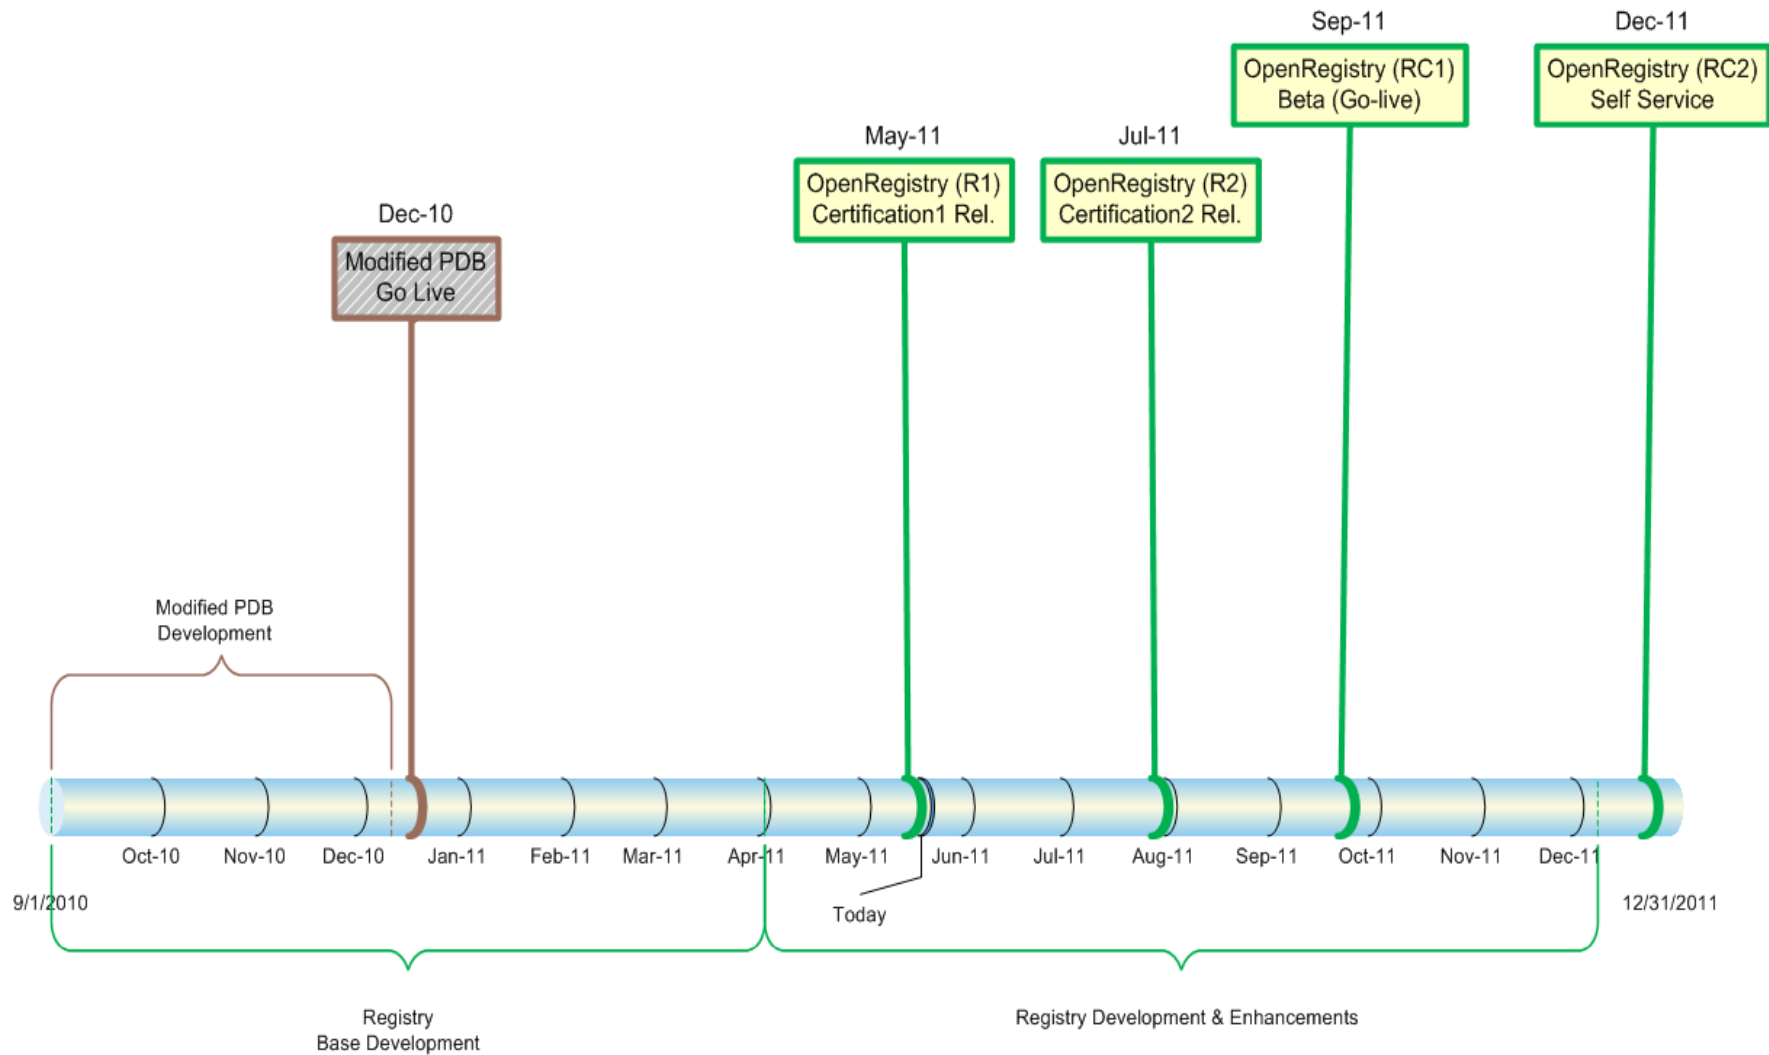 Sep-11
Dec-11
OpenRegistry (RC1)
Beta (Go-live)
OpenRegistry (RC2)
Self Service
May-11
Jul-11
OpenRegistry (R1)
Certification1 Rel.
OpenRegistry (R2)
Certification2 Rel.
Dec-10
Modified PDB
Go Live
Modified PDB
Development
Oct-10
Nov-10
Dec-10
Jan-11
Feb-11
Mar-11
Apr-11
May-11
Jun-11
Jul-11
Aug-11
Sep-11
Oct-11
Nov-11
Dec-11
9/1/2010
Today
12/31/2011
Registry
Base Development
Registry Development & Enhancements